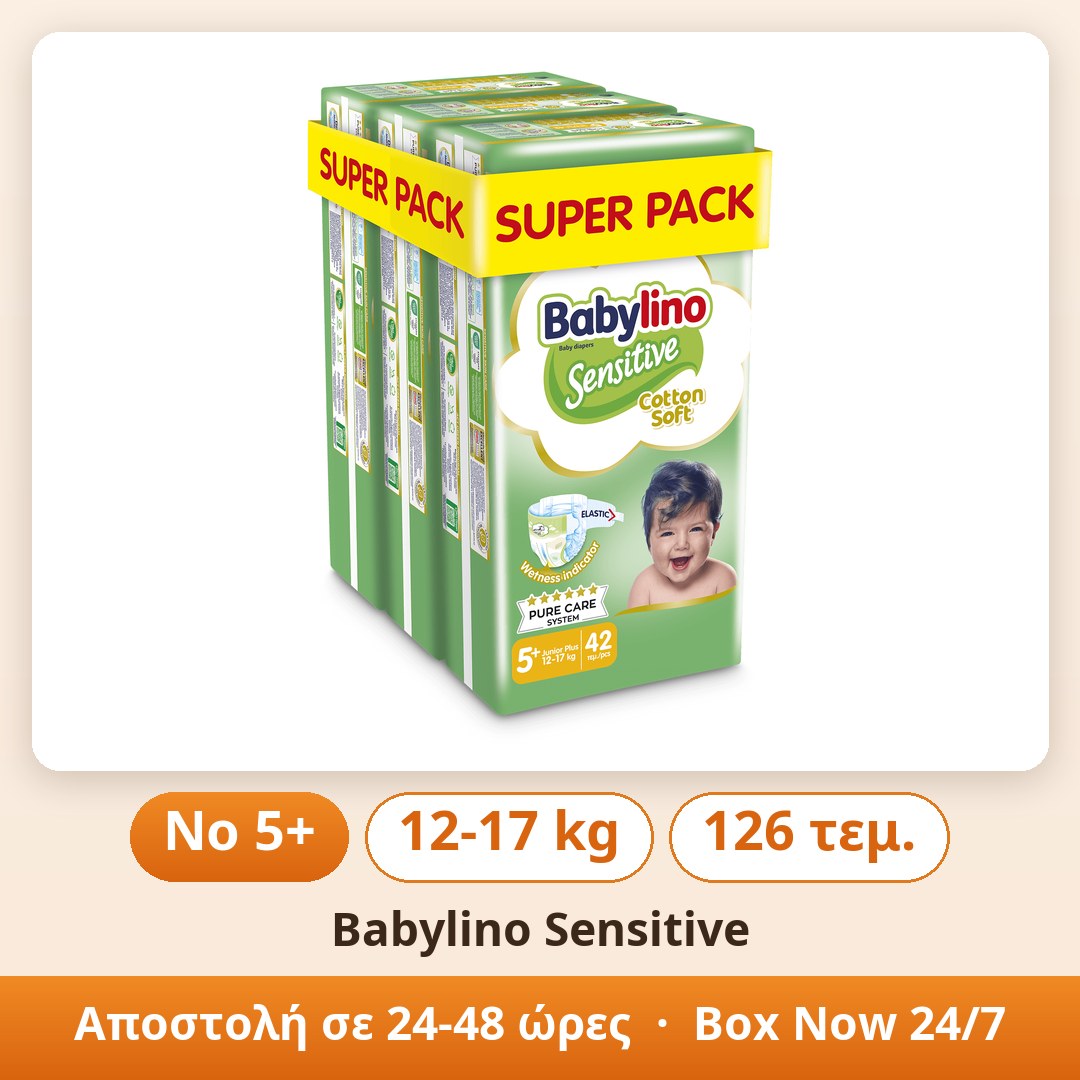 SUPER PACK
SUPER PACK
Babylino
Baby diapers
Sensitive
Cotton
Soft
ELASTIC
Wetness indicator
PURE CARE
SYSTEM
5+ Junior Plus 12-17 kg
42 τεμ./pcs
No 5+
12-17 kg
126 τεμ.
Babylino Sensitive
Αποστολή σε 24-48 ώρες · Box Now 24/7